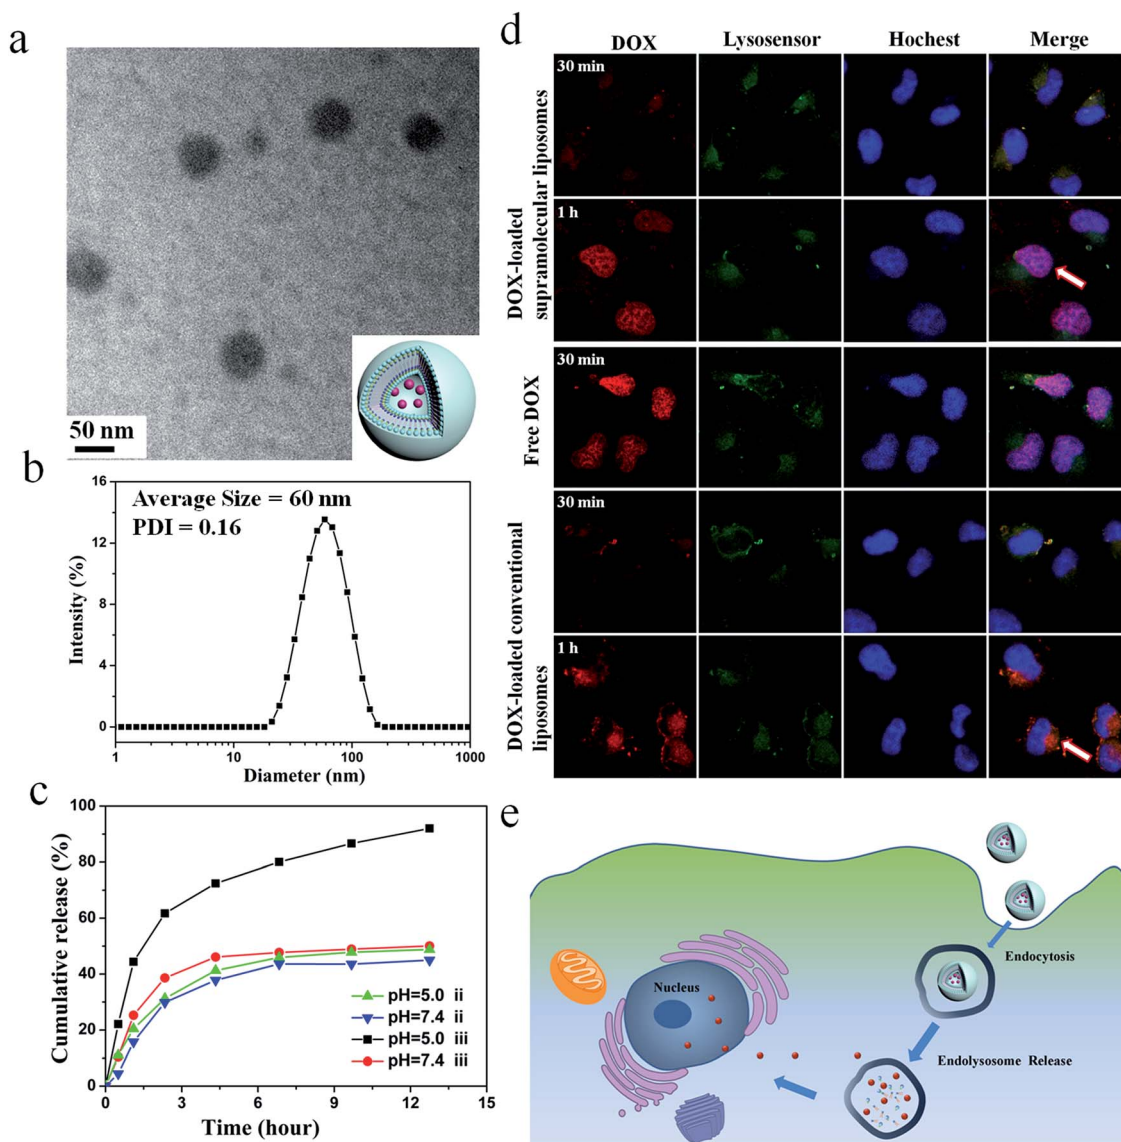 a
50 nm
b
Average Size = 60 nm
PDI = 0.16
Intensity (%)
16
12
8
4
0
1
10
100
1000
Diameter (nm)
c
Cumulative release (%)
100
80
60
40
20
0
pH=5.0 ii
pH=7.4 ii
pH=5.0 iii
pH=7.4 iii
0
3
6
9
12
15
Time (hour)
d
DOX
Lysosensor
Hochest
Merge
DOX-loaded
supramolecular liposomes
30 min
1 h
Free DOX
30 min
DOX-loaded conventional
liposomes
30 min
1 h
e
Endocytosis
Nucleus
Endolysosome Release